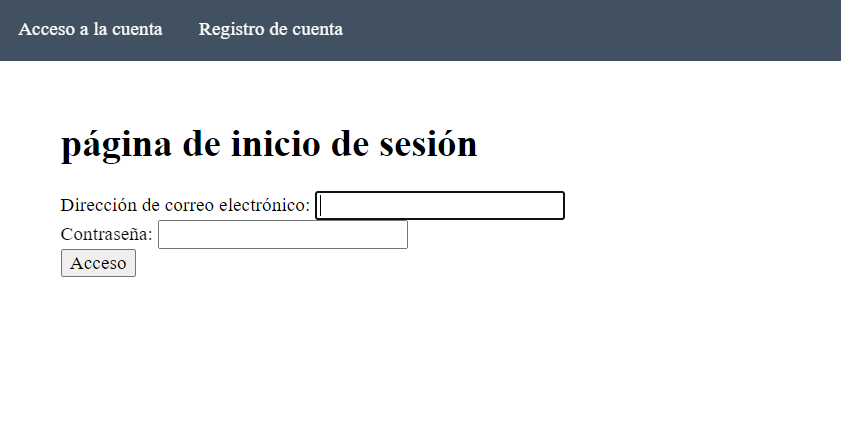 Acceso a la cuenta Registro de cuenta
página de inicio de sesión
Dirección de correo electrónico:
Contraseña:
Acceso